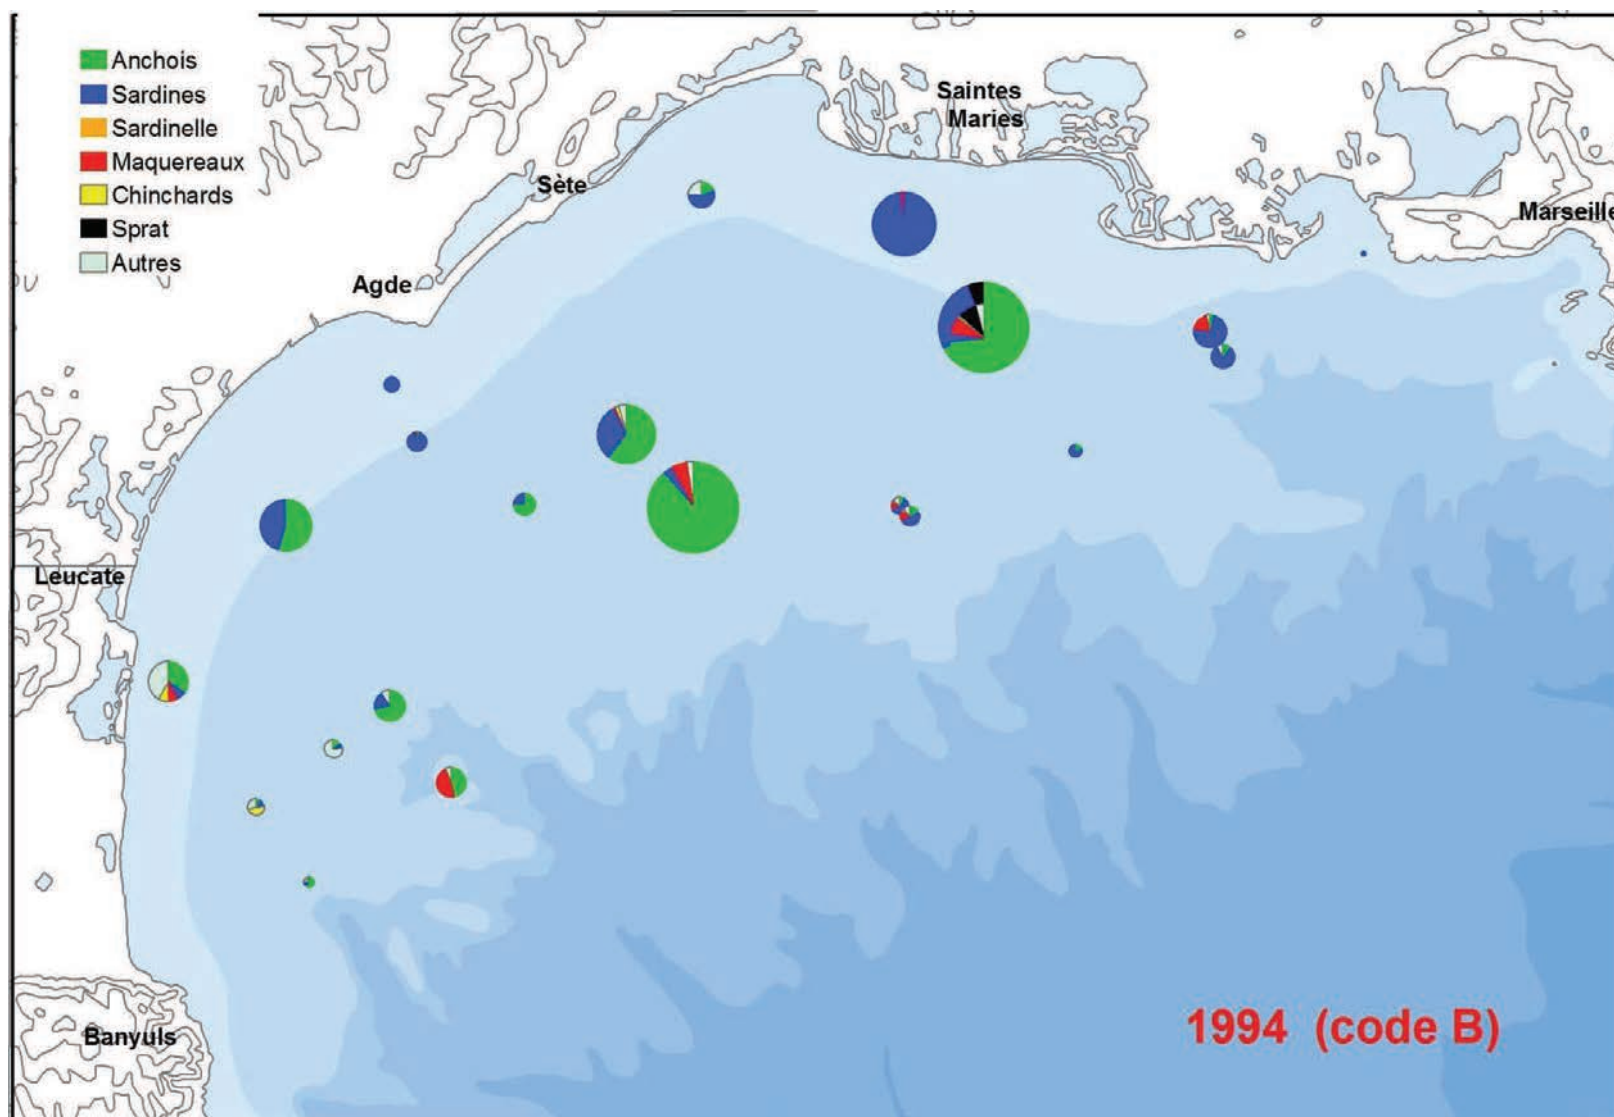 Anchois
Sardines
Sardinelle
Maquereaux
Chinchards
Sprat
Autres
Saintes
Maries
Sète
Marseille
Agde
Leucate
Banyuls
1994 (code B)